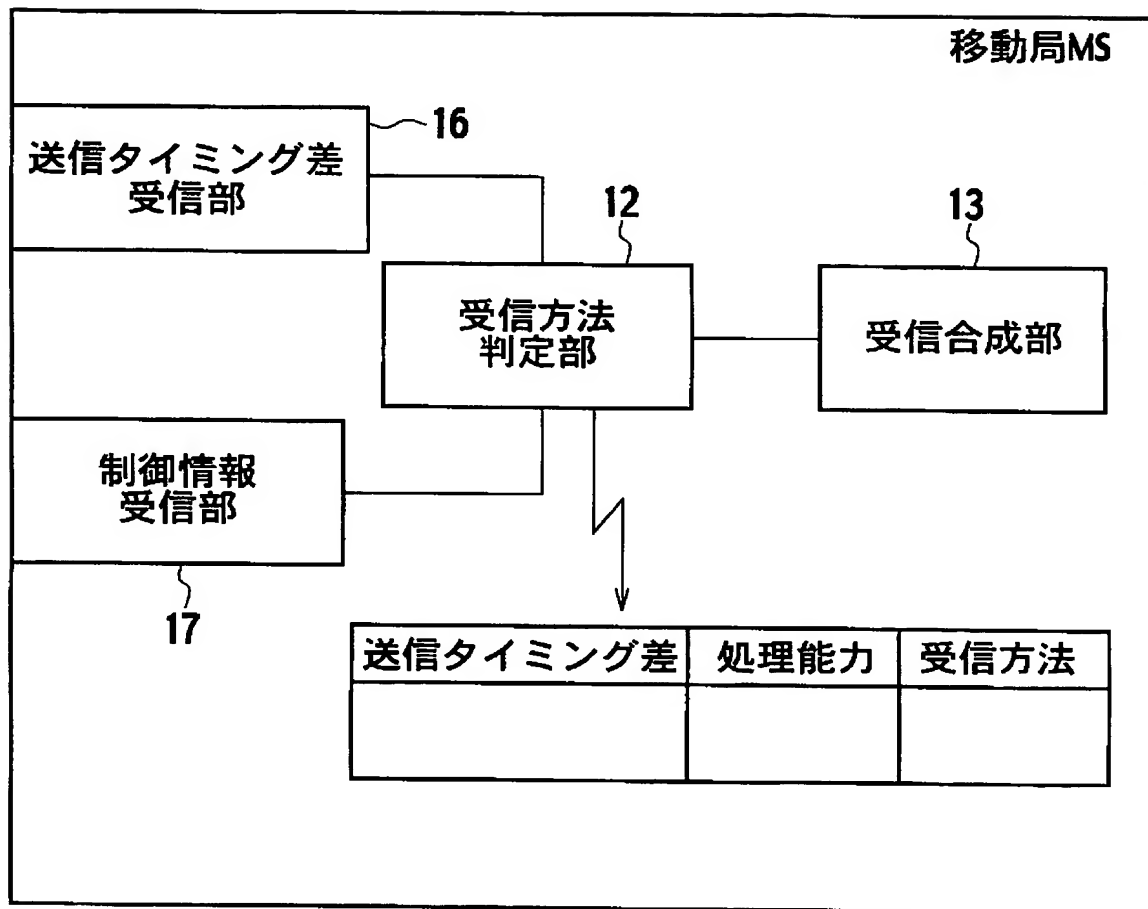 移動局MS
16
送信タイミング差
受信部
12
13
受信方法
判定部
受信合成部
制御情報
受信部
17
送信タイミング差 処理能力 受信方法